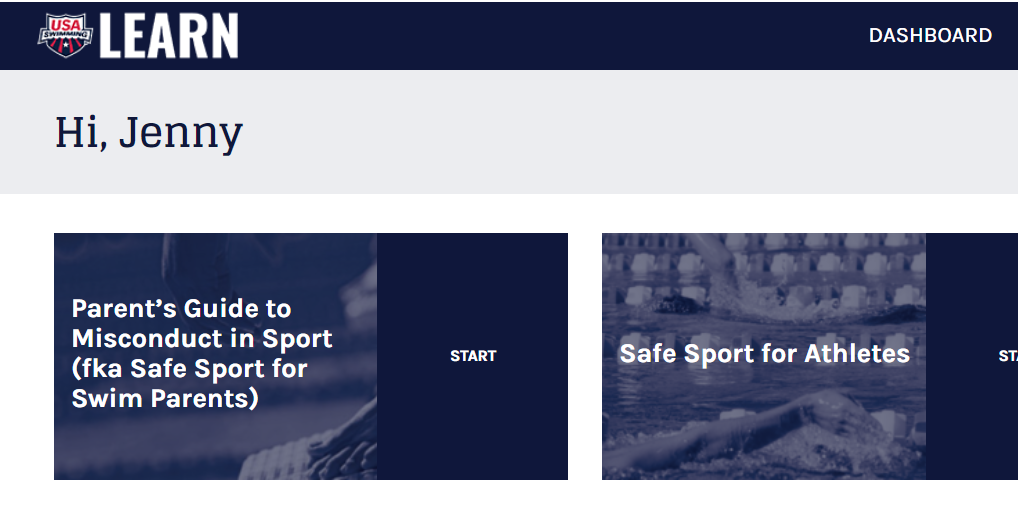 USA
SWIMMING
LEARN
DASHBOARD
Hi, Jenny
Parent’s Guide to
Misconduct in Sport
(fka Safe Sport for
Swim Parents)
START
Safe Sport for Athletes
STA